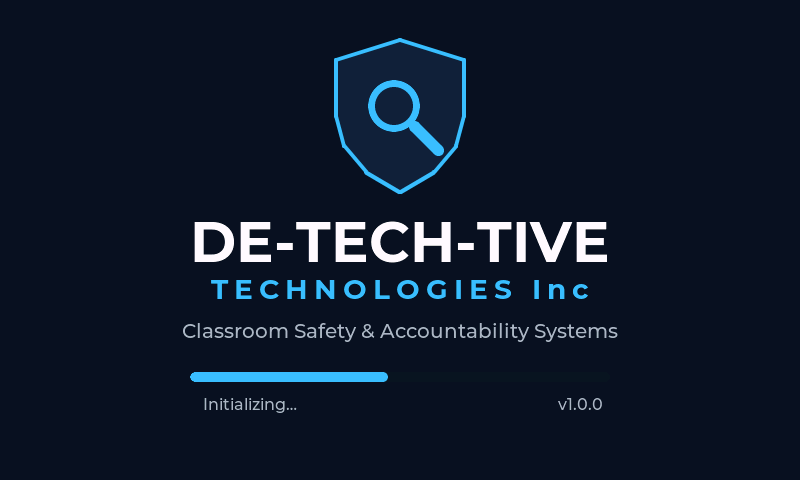 DE-TECH-TIVE
TECHNOLOGIES Inc
Classroom Safety & Accountability Systems
Initializing... v1.0.0